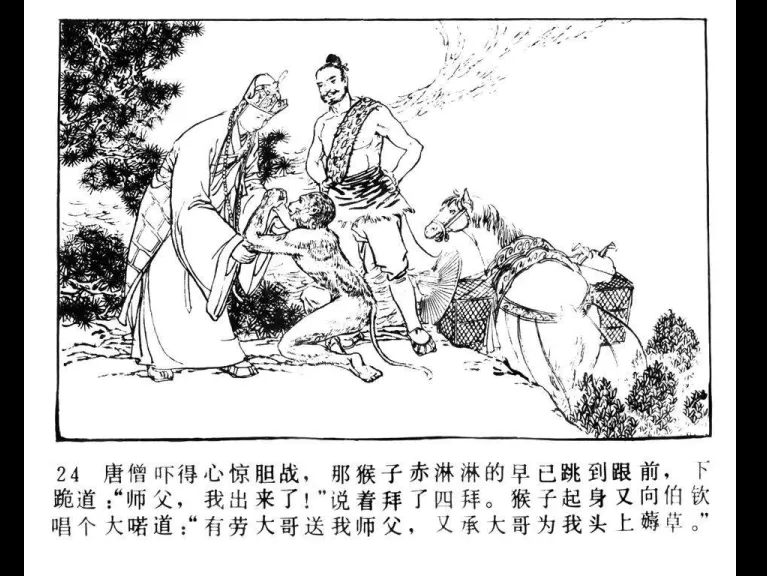 24 唐僧吓得心惊胆战，那猴子赤淋淋的早已跳到跟前，下
跪道：“师父，我出来了！”说着拜了四拜。猴子起身又向伯钦
唱个大喏道：“有劳大哥送我师父，又承大哥为我头上薅草。”